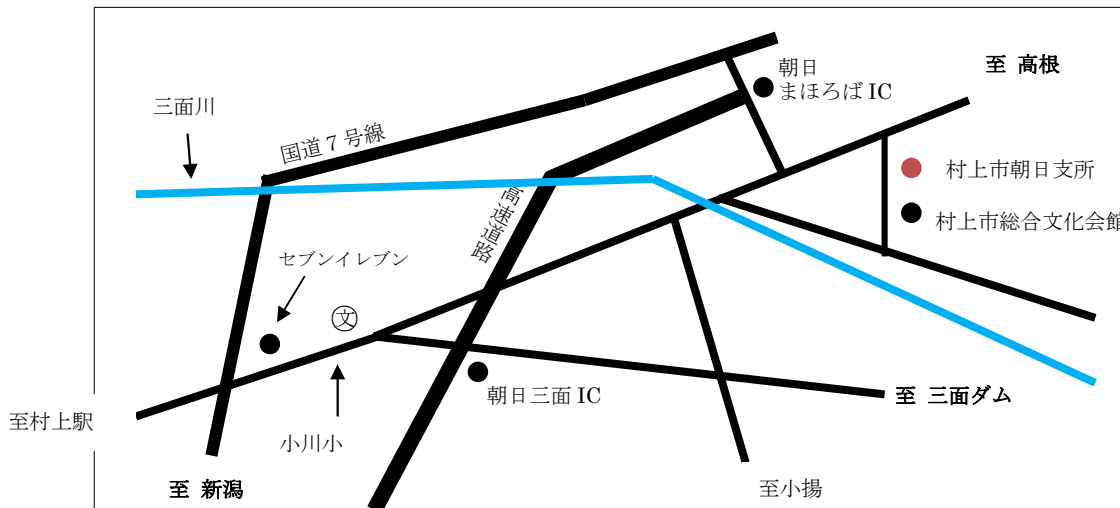 朝日
まほろば IC
至 高根
三面川
国道７号線
村上市朝日支所
高速道路
村上市総合文化会館
セブンイレブン
文
朝日三面 IC
至 三面ダム
至村上駅
小川小
至 新潟
至小揚